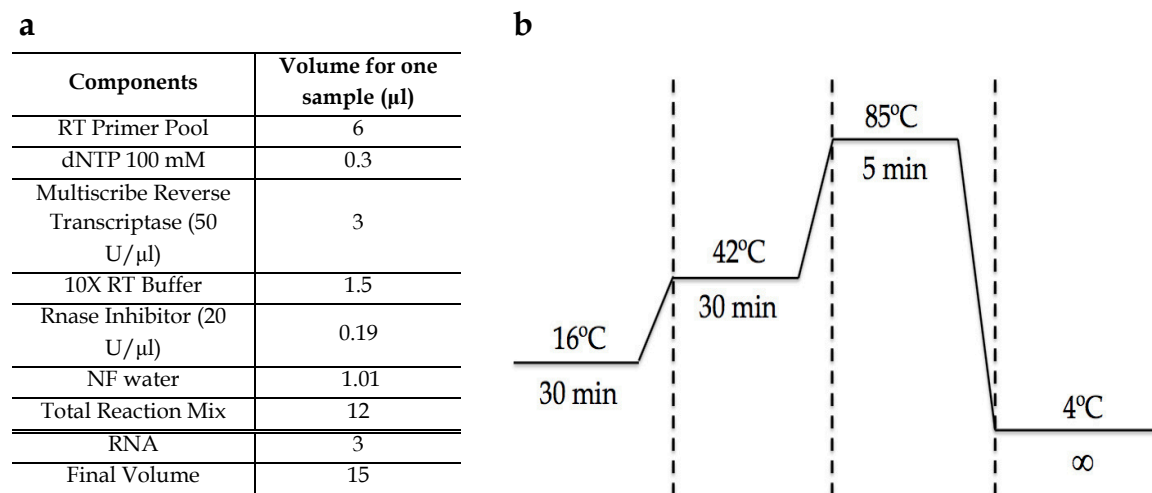 a
Components
Volume for one
sample (µl)
RT Primer Pool
6
dNTP 100 mM
0.3
Multiscribe Reverse
Transcriptase (50
U/µl)
3
10X RT Buffer
1.5
Rnase Inhibitor (20
U/µl)
0.19
NF water
1.01
Total Reaction Mix
12
RNA
3
Final Volume
15
b
16ºC
30 min
42ºC
30 min
85ºC
5 min
4ºC
∞